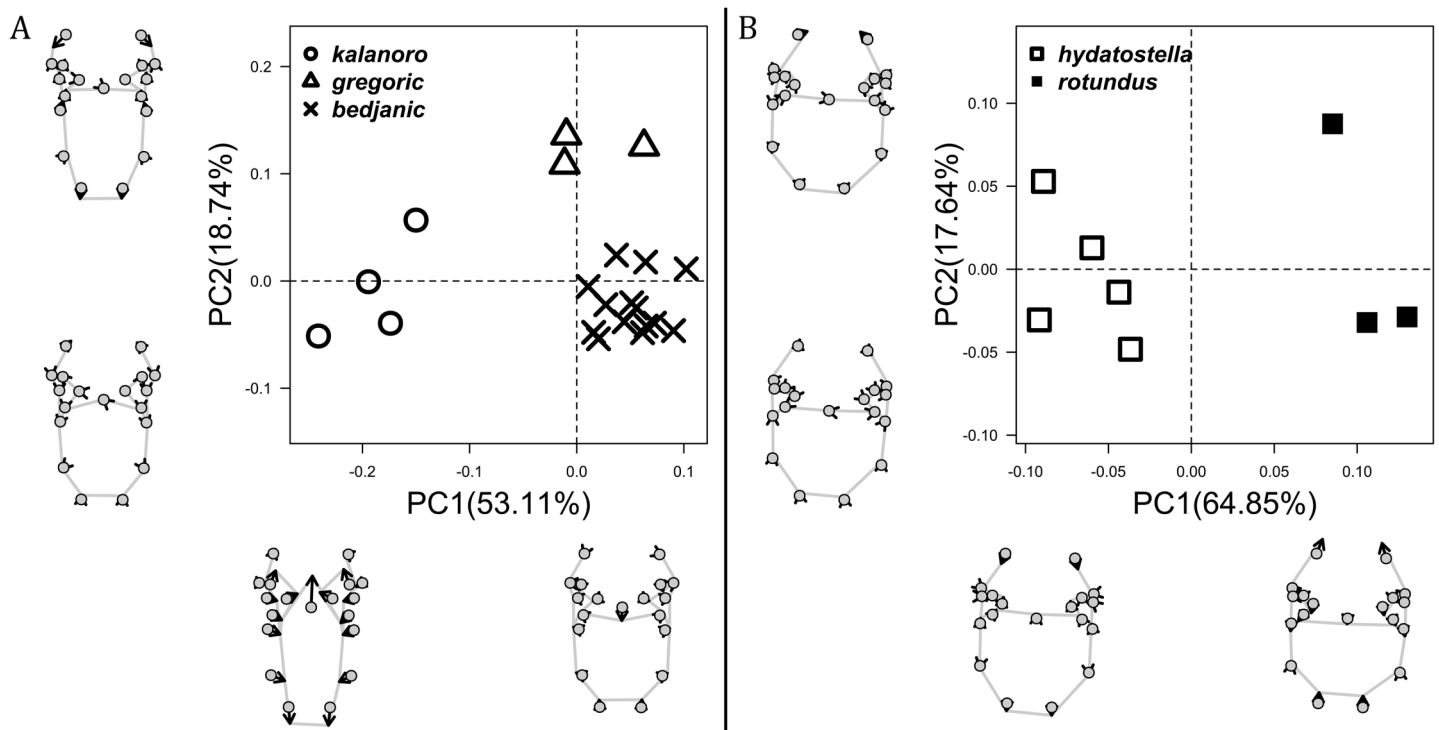 A
kalanoro
gregoric
bedjanic
0.2
0.1
0.0
-0.1
PC2(18.74%)
-0.2
-0.1
0.0
0.1
PC1(53.11%)
B
hydatostella
rotundus
0.10
0.05
0.00
-0.05
-0.10
PC2(17.64%)
-0.10
-0.05
0.00
0.05
0.10
PC1(64.85%)